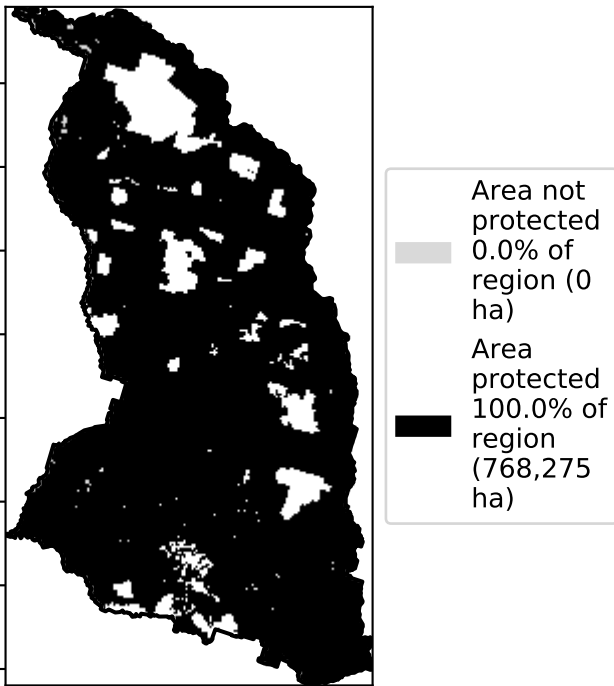 Area not
protected
0.0% of
region (0
ha)
Area
protected
100.0% of
region
(768,275
ha)